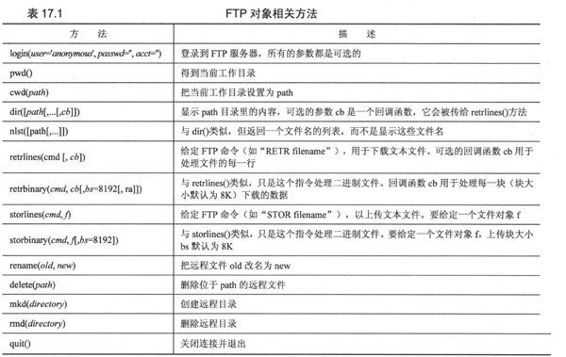 表 17.1 FTP 对象相关方法
方 法 描 述
login(user='anonymous', passwd='', acct='') 登录到 FTP 服务器，所有的参数都是可选的
pwd() 得到当前工作目录
cwd(path) 把当前工作目录设置为 path
dir([path[,...[,cb]]) 显示 path 目录里的内容，可选的参数 cb 是一个回调函数，它会被传给 retrlines()方法
nlst([path[,...]]) 与 dir()类似，但返回一个文件名的列表，而不是显示这些文件名
retrlines(cmd [, cb]) 给定 FTP 命令（如“RETR filename”），用于下载文本文件。可选的回调函数 cb 用于
处理文件的每一行
retrbinary(cmd, cb[,bs=8192[, ra]]) 与 retrlines()类似，只是这个指令处理二进制文件。回调函数 cb 用于处理每一块（块大
小默认为 8K）下载的数据
storlines(cmd, f) 给定 FTP 命令（如“STOR filename”），以上传文本文件。要给定一个文件对象 f
storbinary(cmd, f[,bs=8192]) 与 storlines()类似，只是这个指令处理二进制文件。要给定一个文件对象 f，上传块大小
bs 默认为 8K
rename(old, new) 把远程文件 old 改名为 new
delete(path) 删除位于 path 的远程文件
mkd(directory) 创建远程目录
rmd(directory) 删除远程目录
quit() 关闭连接并退出